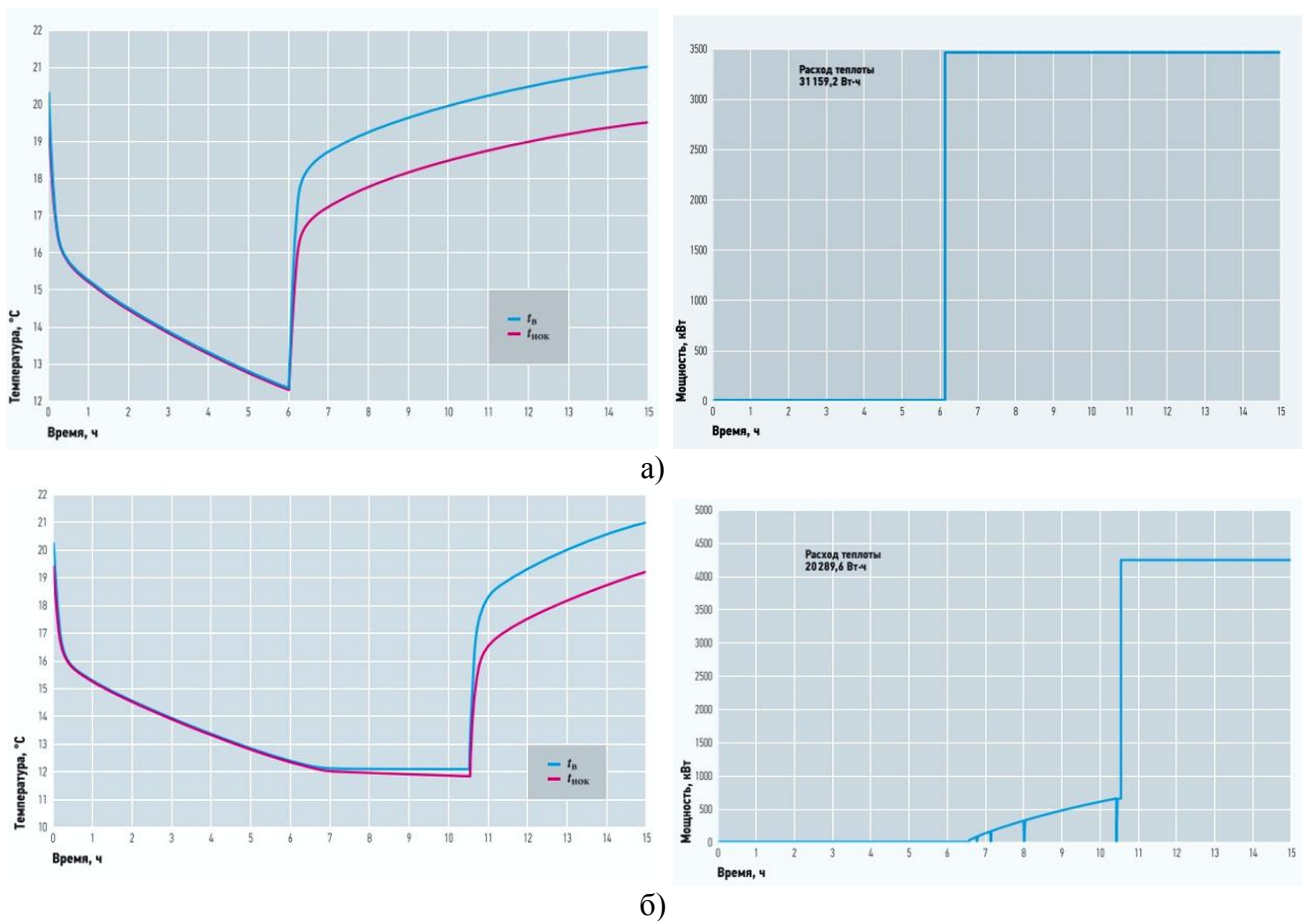 22
21
20
19
18
17
16
15
14
13
12
Температура, °C
0 1 2 3 4 5 6 7 8 9 10 11 12 13 14 15
Время, ч
tв
tнок
3500
3000
2500
2000
1500
1000
500
0
Мощность, кВт
Расход теплоты
31 159,2 Вт-ч
0 1 2 3 4 5 6 7 8 9 10 11 12 13 14 15
Время, ч
а)
22
21
20
19
18
17
16
15
14
13
12
11
10
Температура, °C
0 1 2 3 4 5 6 7 8 9 10 11 12 13 14 15
Время, ч
tв
tнок
5000
4500
4000
3500
3000
2500
2000
1500
1000
500
0
Мощность, кВт
Расход теплоты
20 289,6 Вт-ч
0 1 2 3 4 5 6 7 8 9 10 11 12 13 14 15
Время, ч
б)